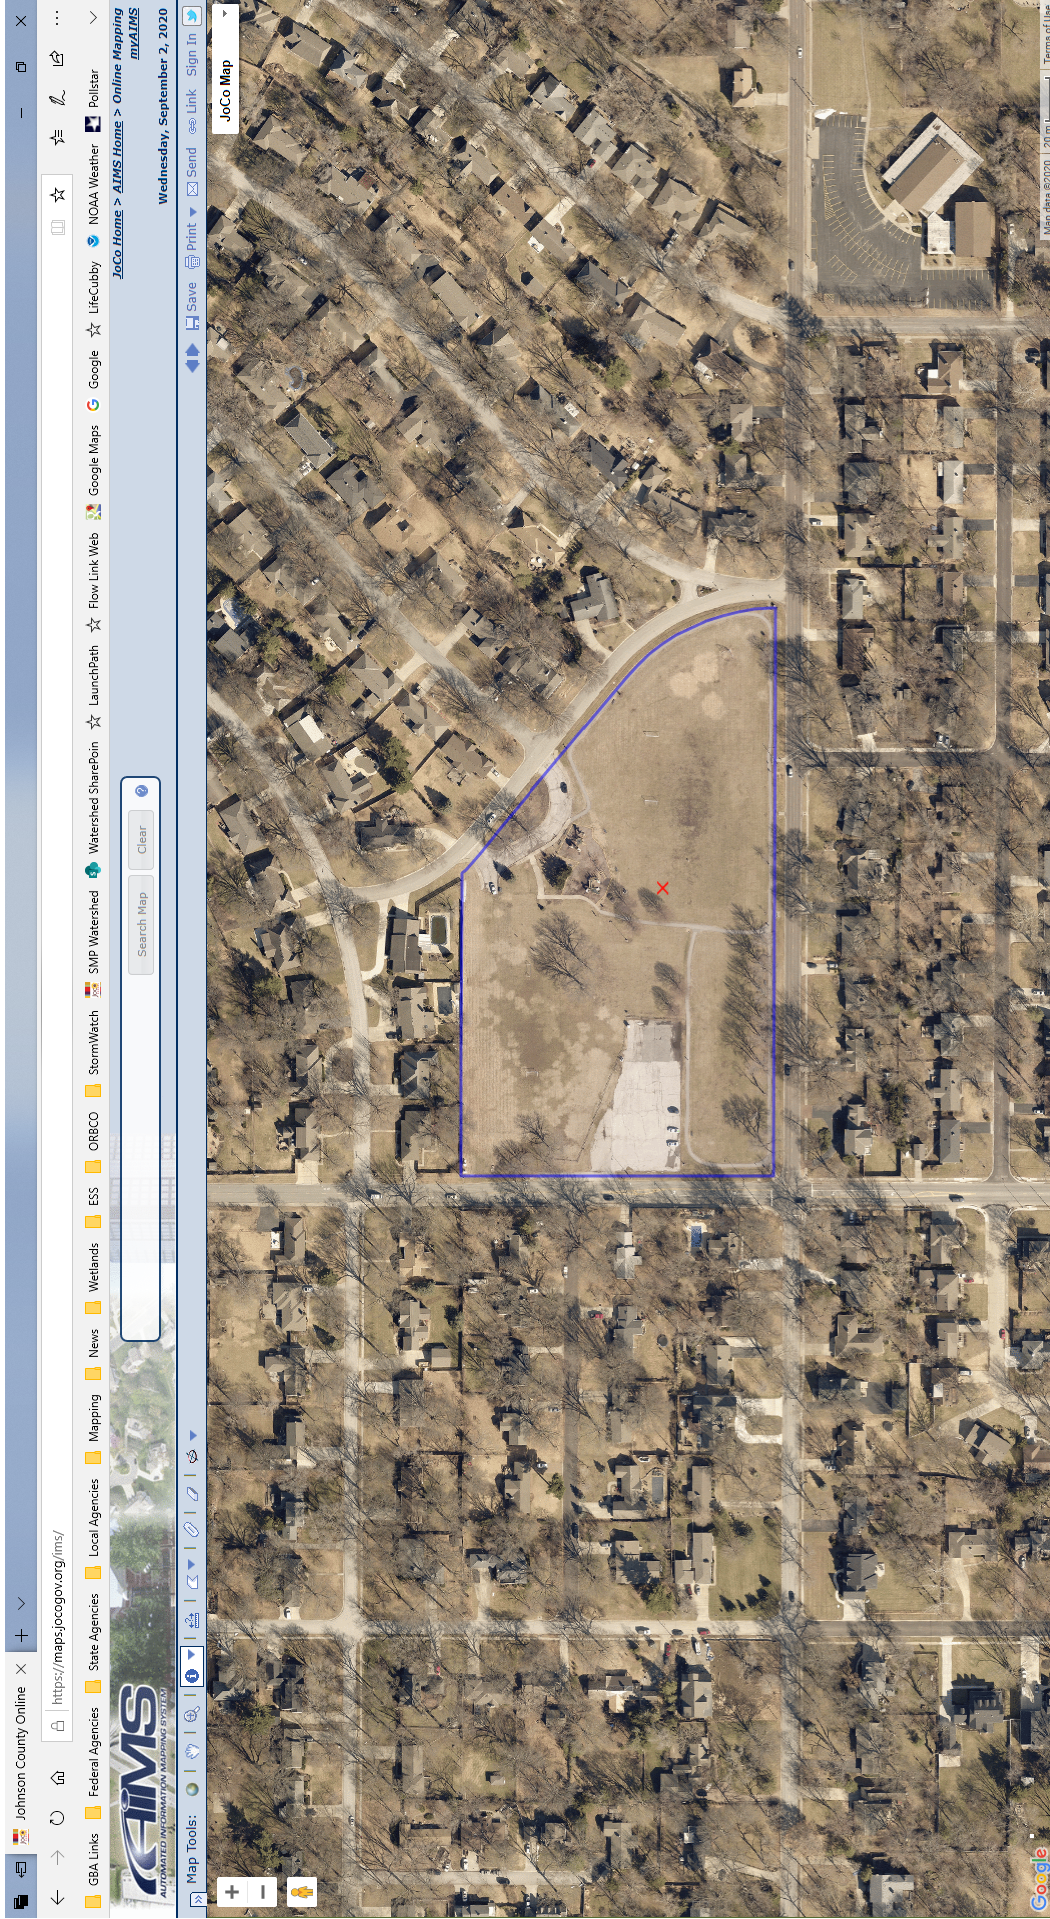 Johnson County Online
https://maps.jocogov.org/ims/
GBA Links Federal Agencies State Agencies Local Agencies Mapping News Wetlands ESS ORBCO StormWatch SMP Watershed Watershed SharePoin LaunchPath Flow Link Web Google Maps Google LifeCubby NOAA Weather Pollstar
AIMS
AUTOMATED INFORMATION MAPPING SYSTEM
Search Map Clear ?
JoCo Home > AIMS Home > Online Mapping
myAIMS
Wednesday, September 2, 2020
Map Tools: Save Print Send Link Sign In
JoCo Map
Google
Map data ©2020 20 m Terms of Use